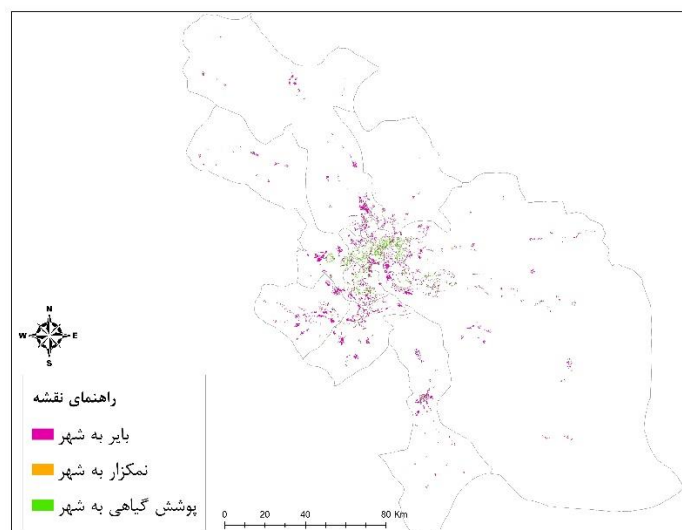 N
W E
S
راهنمای نقشه
بایر به شهر
نمکزار به شهر
پوشش گیاهی به شهر
0 20 40 80 Km